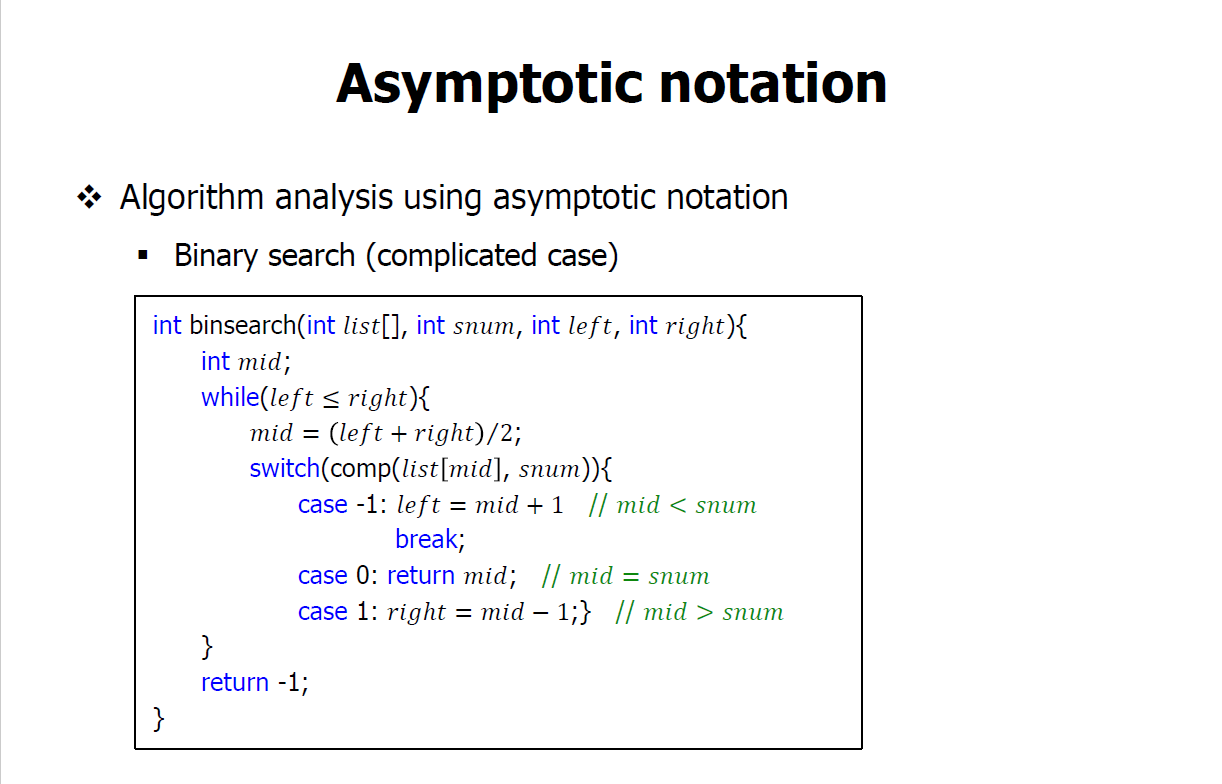 Asymptotic notation
❖ Algorithm analysis using asymptotic notation
▪ Binary search (complicated case)
int binsearch(int list[], int snum, int left, int right){
int mid;
while(left ≤ right){
mid = (left + right)/2;
switch(comp(list[mid], snum)){
case -1: left = mid + 1 // mid < snum
break;
case 0: return mid; // mid = snum
case 1: right = mid − 1;} // mid > snum
}
return -1;
}